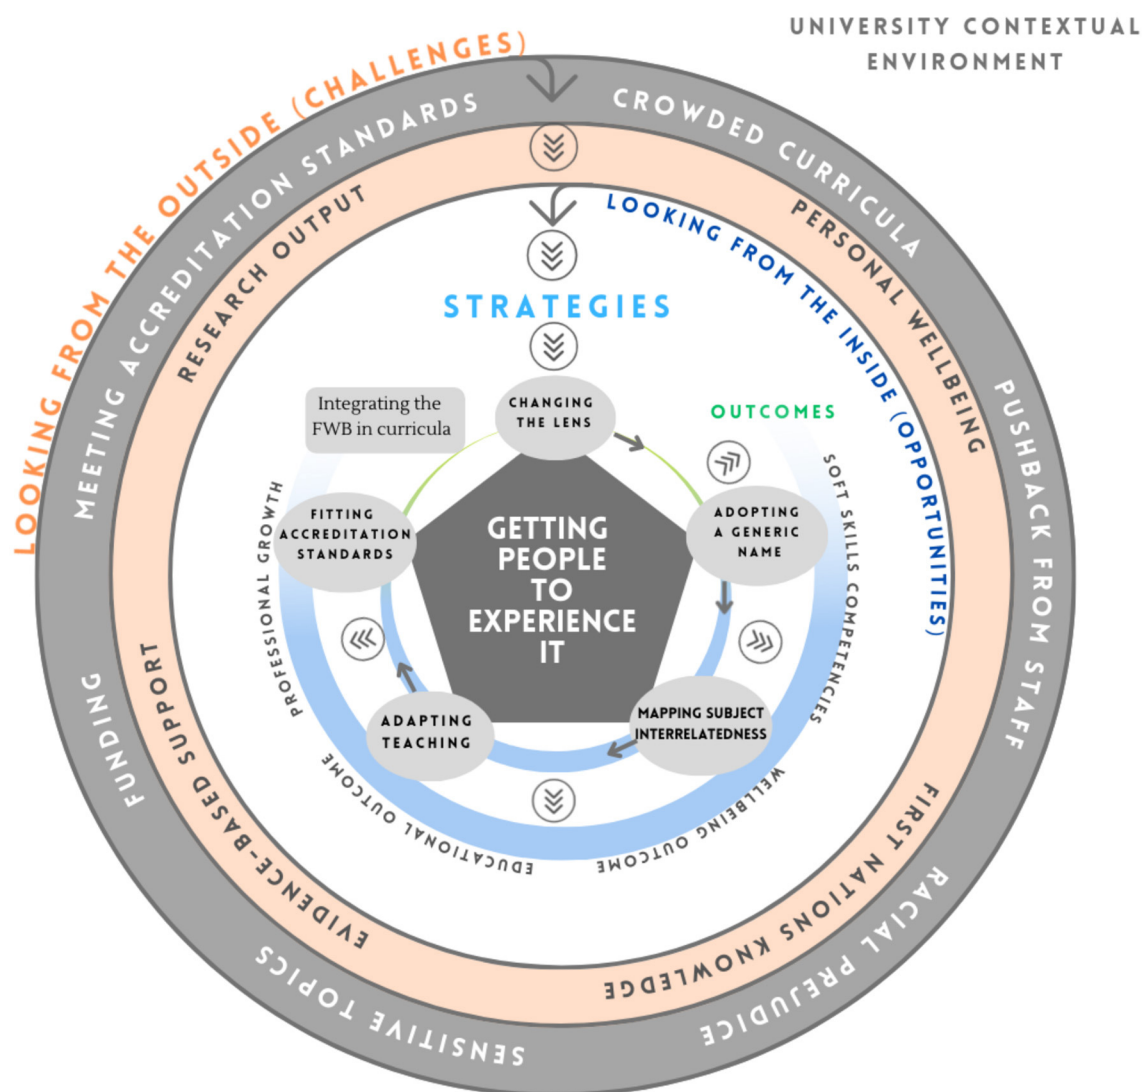 UNIVERSITY CONTEXTUAL
ENVIRONMENT
LOOKING FROM THE OUTSIDE (CHALLENGES)
MEETING ACCREDITATION STANDARDS
CROWDED CURRICULA
PUSHBACK FROM STAFF
RACIAL PREJUDICE
SENSITIVE TOPICS
FUNDING
RESEARCH OUTPUT
PERSONAL WELLBEING
FIRST NATIONS KNOWLEDGE
EVIDENCE-BASED SUPPORT
LOOKING FROM THE INSIDE (OPPORTUNITIES)
STRATEGIES
Integrating the
FWB in curricula
CHANGING
THE LENS
OUTCOMES
ADOPTING
A GENERIC
NAME
MAPPING SUBJECT
INTERRELATEDNESS
ADAPTING
TEACHING
FITTING
ACCREDITATION
STANDARDS
GETTING
PEOPLE
TO
EXPERIENCE
IT
SOFT SKILLS COMPETENCIES
WELLBEING OUTCOME
EDUCATIONAL OUTCOME
PROFESSIONAL GROWTH